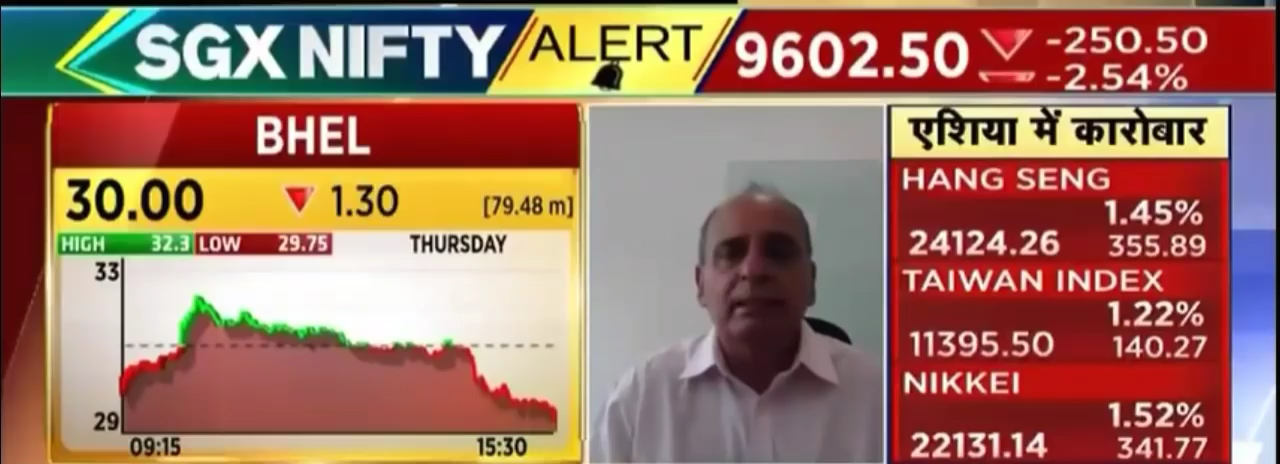 SGX NIFTY ALERT 9602.50 -250.50
-2.54%
BHEL
30.00 1.30 [79.48 m]
HIGH 32.3 LOW 29.75 THURSDAY
33
29
09:15 15:30
एशिया में कारोबार
HANG SENG
1.45%
24124.26 355.89
TAIWAN INDEX
1.22%
11395.50 140.27
NIKKEI
1.52%
22131.14 341.77